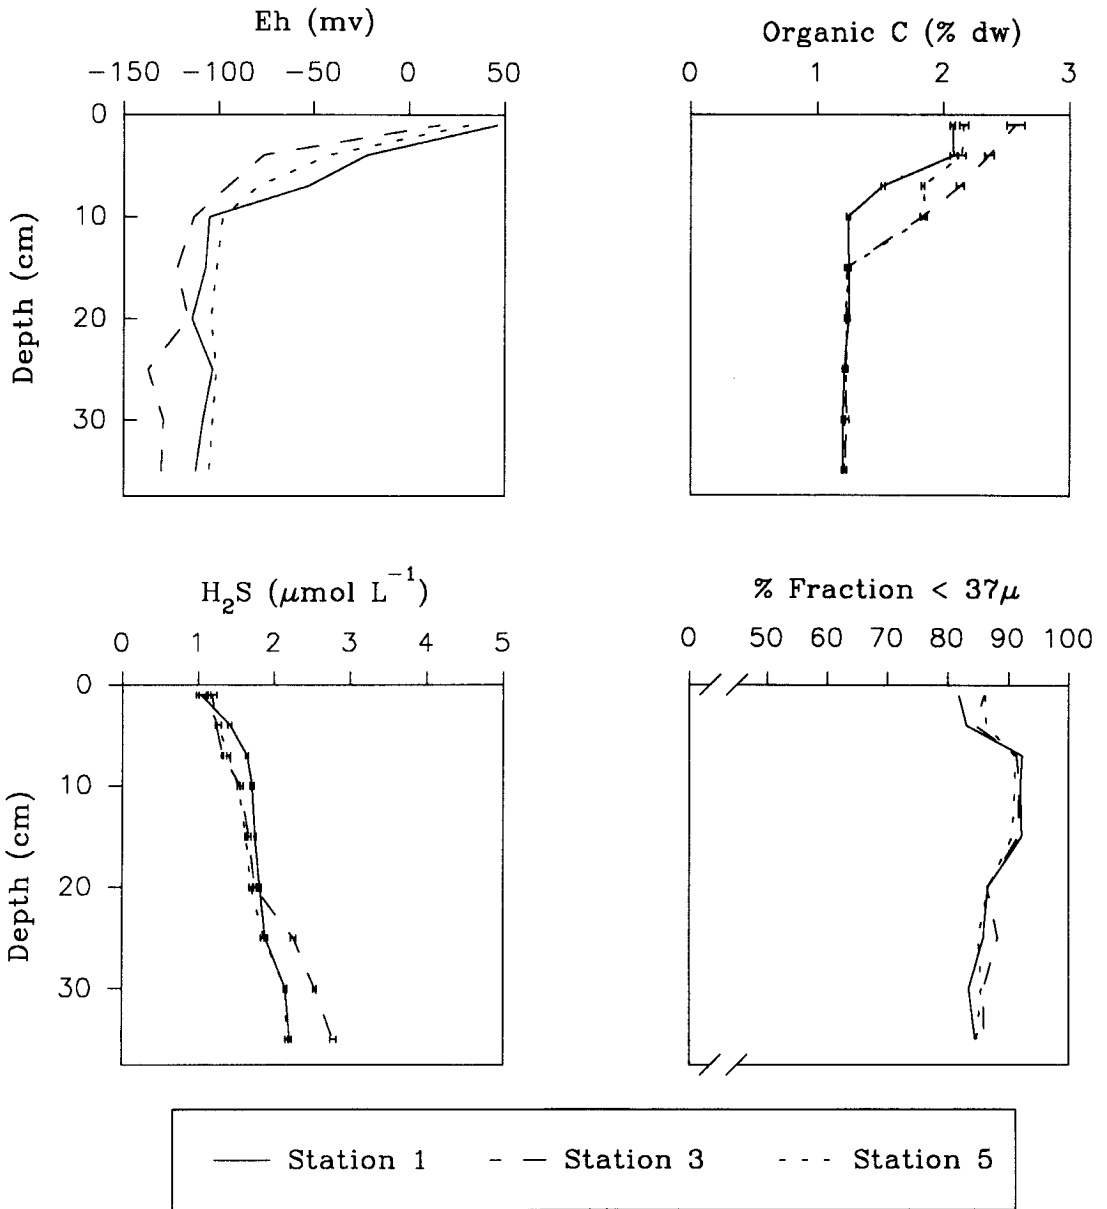 Eh (mv)
−150 −100 −50 0 50
0
10
20
30
Depth (cm)
Organic C (% dw)
0 1 2 3
H₂S (μmol L⁻¹)
0 1 2 3 4 5
0
10
20
30
Depth (cm)
% Fraction < 37μ
0 50 60 70 80 90 100
Station 1 Station 3 Station 5